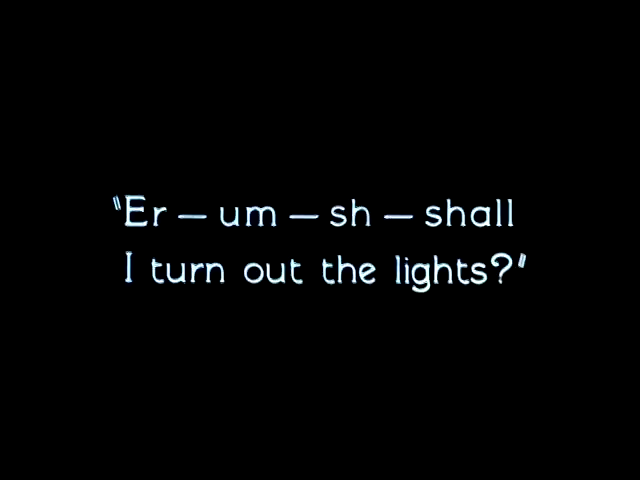 "Er — um — sh — shall
I turn out the lights?"